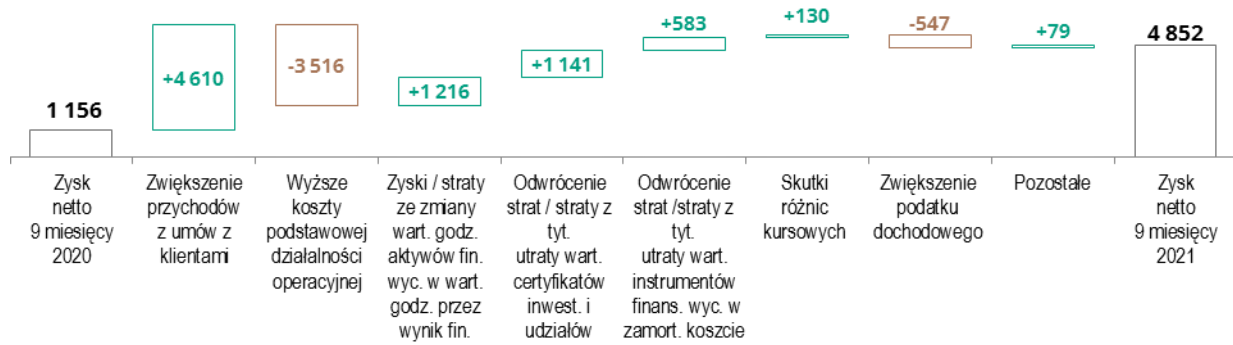 1 156
+4 610
-3 516
+1 216
+1 141
+583
+130
-547
+79
4 852
Zysk
netto
9 miesięcy
2020
Zwiększenie
przychodów
z umów z
klientami
Wyższe
koszty
podstawowej
działalności
operacyjnej
Zyski / straty
ze zmiany
wart. godz.
aktywów fin.
wyc. w wart.
godz. przez
wynik fin.
Odwrócenie
strat / straty z
tyt.
utraty wart.
certyfikatów
inwest. i
udziałów
Odwrócenie
strat /straty z
tyt.
utraty wart.
instrumentów
finans. wyc. w
zamort. koszcie
Skutki
różnic
kursowych
Zwiększenie
podatku
dochodowego
Pozostałe
Zysk
netto
9 miesięcy
2021